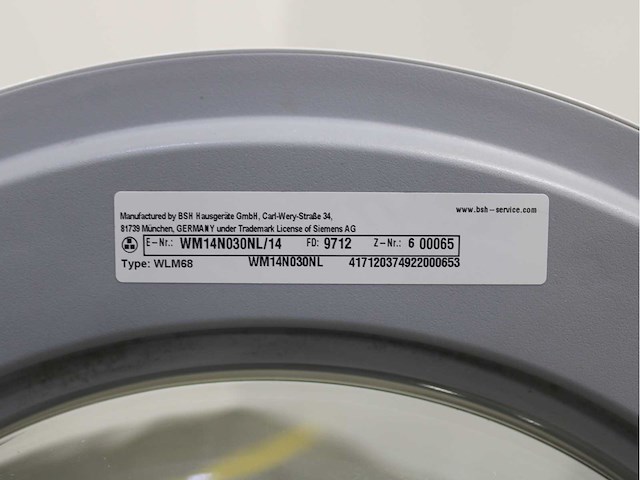 www.bsh-service.com
Manufactured by BSH Hausgeräte GmbH, Carl-Wery-Straße 34,
81739 München, GERMANY under Trademark License of Siemens AG
E-Nr.: WM14N030NL/14 FD: 9712 Z-Nr.: 6 00065
Type: WLM68 WM14N030NL 417120374922000653